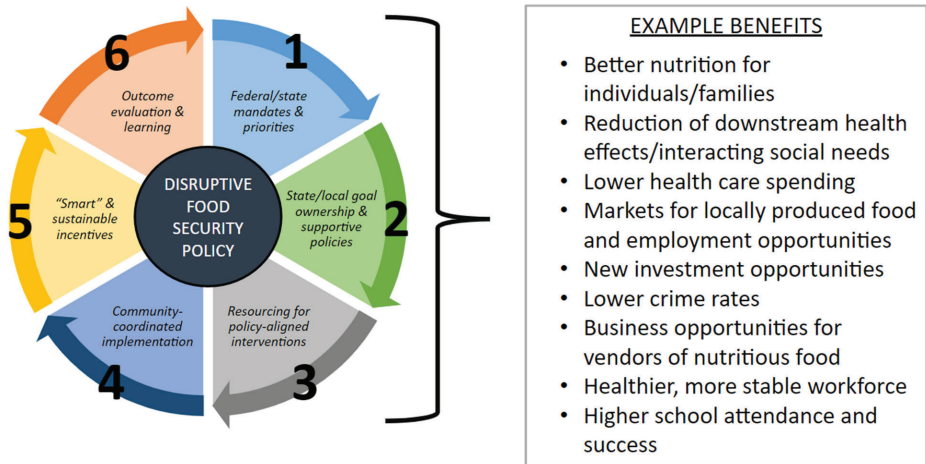 1
Federal/state
mandates &
priorities
2
State/local goal
ownership &
supportive
policies
3
Resourcing for
policy-aligned
interventions
4
Community-
coordinated
implementation
5
“Smart” &
sustainable
incentives
6
Outcome
evaluation &
learning
DISRUPTIVE
FOOD
SECURITY
POLICY
EXAMPLE BENEFITS
• Better nutrition for
individuals/families
• Reduction of downstream health
effects/interacting social needs
• Lower health care spending
• Markets for locally produced food
and employment opportunities
• New investment opportunities
• Lower crime rates
• Business opportunities for
vendors of nutritious food
• Healthier, more stable workforce
• Higher school attendance and
success